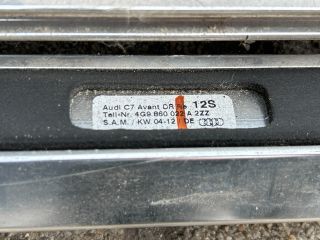 Audi C7 Avant DR Re. 12S
Teil-Nr. 4G9 860 022 A 2ZZ
S.A.M. / KW 04-12 / DE